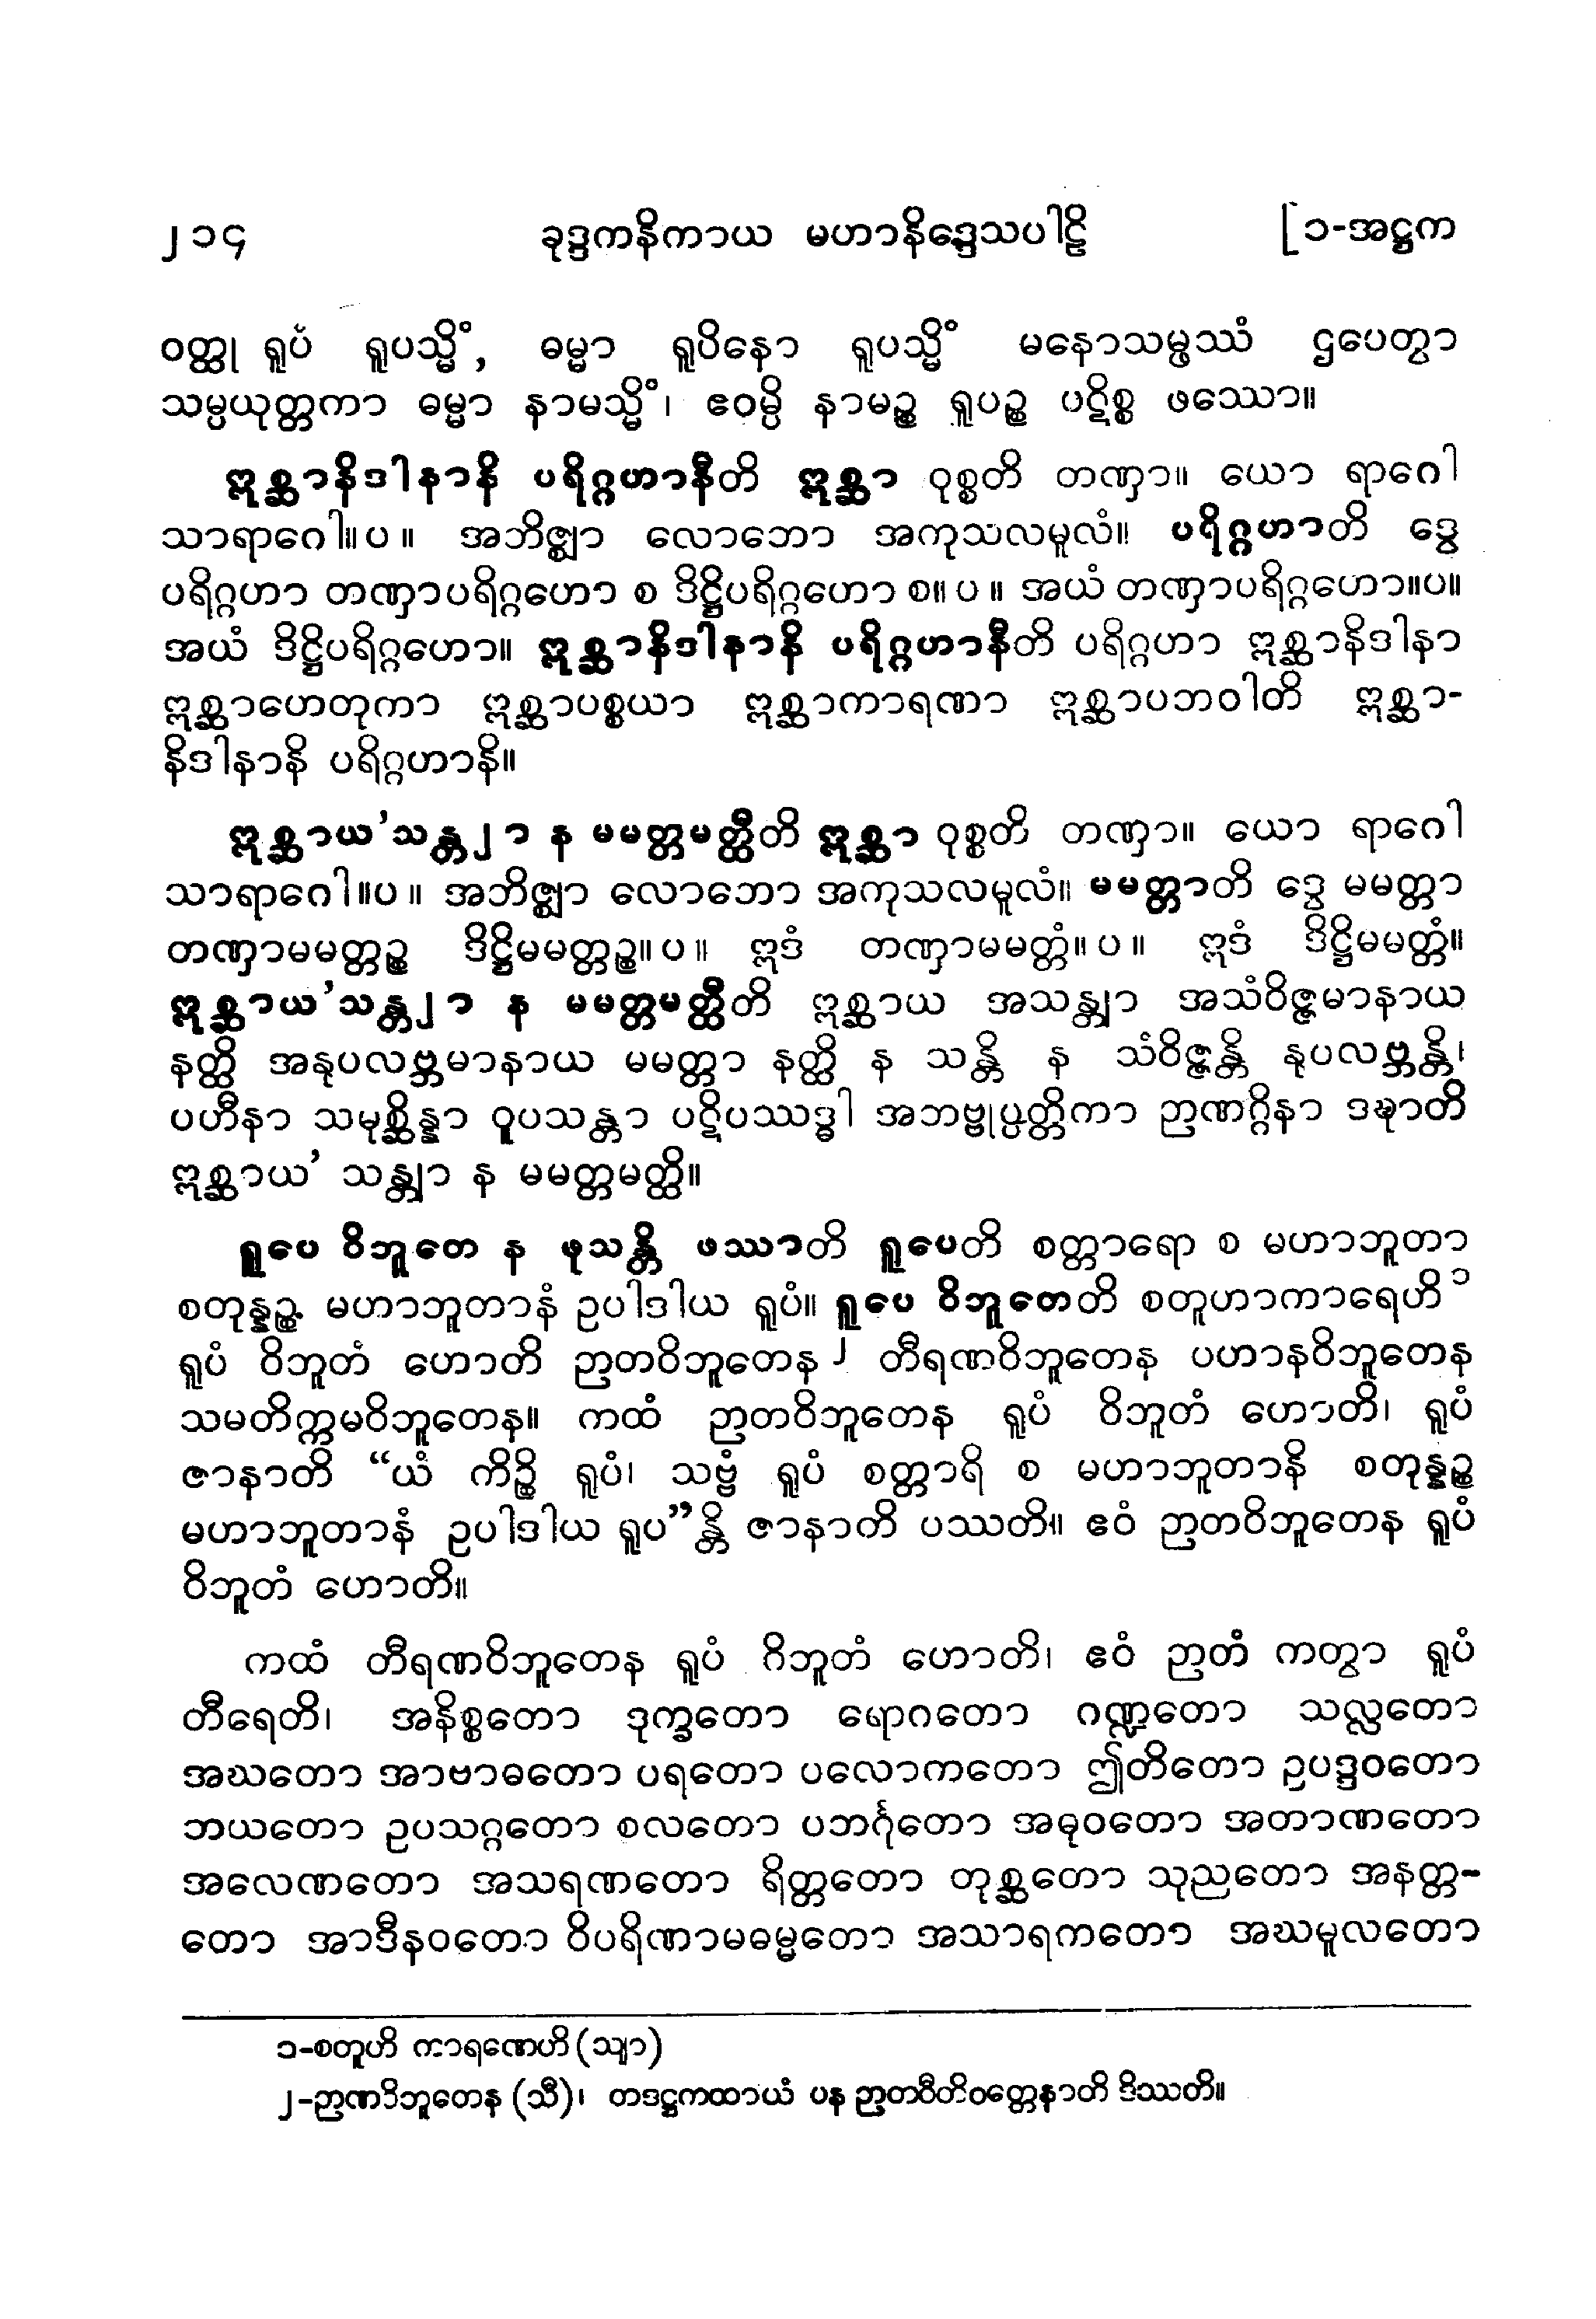 ၂၁၄ ခုဒ္ဒကနိကာယ မဟာနိဒ္ဒေသပါဠိ [၁-အဋ္ဌက
ဝတ္ထု ရူပံ ရူပသ္မိံ, ဓမ္မာ ရူပိနော ရူပသ္မိံ မနောသမ္ဖဿံ ဌပေတွာ
သမ္ပယုတ္တကာ ဓမ္မာ နာမသ္မိံ၊ ဧဝမ္ပိ နာမဉ္စ ရူပဉ္စ ပဋိစ္စ ဖဿော။
ဣစ္ဆာနိဒါနာနိ ပရိဂ္ဂဟာနီတိ ဣစ္ဆာ ဝုစ္စတိ တဏှာ။ ယော ရာဂေါ
သာရာဂေါ။ပ။ အဘိဇ္ဈာ လောဘော အကုသလမူလံ။ ပရိဂ္ဂဟာတိ ဒွေ
ပရိဂ္ဂဟာ တဏှာပရိဂ္ဂဟော စ ဒိဋ္ဌိပရိဂ္ဂဟော စ။ပ။ အယံ တဏှာပရိဂ္ဂဟော။ပ။
အယံ ဒိဋ္ဌိပရိဂ္ဂဟော။ ဣစ္ဆာနိဒါနာနိ ပရိဂ္ဂဟာနီတိ ပရိဂ္ဂဟာ ဣစ္ဆာနိဒါနာ
ဣစ္ဆာဟေတုကာ ဣစ္ဆာပစ္စယာ ဣစ္ဆာကာရဏာ ဣစ္ဆာပဘဝါတိ ဣစ္ဆာ-
နိဒါနာနိ ပရိဂ္ဂဟာနိ။
ဣစ္ဆာယ’သန္တျာ န မမတ္တမတ္ထီတိ ဣစ္ဆာ ဝုစ္စတိ တဏှာ။ ယော ရာဂေါ
သာရာဂေါ။ပ။ အဘိဇ္ဈာ လောဘော အကုသလမူလံ။ မမတ္တာတိ ဒွေ မမတ္တာ
တဏှာမမတ္တဉ္စ ဒိဋ္ဌိမမတ္တဉ္စ။ပ။ ဣဒံ တဏှာမမတ္တံ။ပ။ ဣဒံ ဒိဋ္ဌိမမတ္တံ။
ဣစ္ဆာယ’သန္တျာ န မမတ္တမတ္ထီတိ ဣစ္ဆာယ အသန္တျာ အသံဝိဇ္ဇမာနာယ
နတ္ထိ အနုပလဗ္ဘမာနာယ မမတ္တာ နတ္ထိ န သန္တိ န သံဝိဇ္ဇန္တိ နုပလဗ္ဘန္တိ၊
ပဟီနာ သမုစ္ဆိန္နာ ဝူပသန္တာ ပဋိပဿဒ္ဓါ အဘဗ္ဗုပ္ပတ္တိကာ ဉာဏဂ္ဂိနာ ဒဍ္ဎာတိ
ဣစ္ဆာယ’ သန္တျာ န မမတ္တမတ္ထိ။
ရူပေ ဝိဘူတေ န ဖုသန္တိ ဖဿာတိ ရူပေတိ စတ္တာရော စ မဟာဘူတာ
စတုန္နဉ္စ မဟာဘူတာနံ ဥပါဒါယ ရူပံ။ ရူပေ ဝိဘူတေတိ စတူဟာကာရေဟိ ၁
ရူပံ ဝိဘူတံ ဟောတိ ဉာတဝိဘူတေန ၂ တီရဏဝိဘူတေန ပဟာနဝိဘူတေန
သမတိက္ကမဝိဘူတေန။ ကထံ ဉာတဝိဘူတေန ရူပံ ဝိဘူတံ ဟောတိ၊ ရူပံ
ဇာနာတိ “ယံ ကိဉ္စိ ရူပံ၊ သဗ္ဗံ ရူပံ စတ္တာရိ စ မဟာဘူတာနိ စတုန္နဉ္စ
မဟာဘူတာနံ ဥပါဒါယ ရူပ”န္တိ ဇာနာတိ ပဿတိ။ ဧဝံ ဉာတဝိဘူတေန ရူပံ
ဝိဘူတံ ဟောတိ။
ကထံ တီရဏဝိဘူတေန ရူပံ ဝိဘူတံ ဟောတိ၊ ဧဝံ ဉာတံ ကတွာ ရူပံ
တီရေတိ၊ အနိစ္စတော ဒုက္ခတော ရောဂတော ဂဏ္ဍတော သလ္လတော
အဃတော အာဗာဓတော ပရတော ပလောကတော ဤတိတော ဥပဒ္ဒဝတော
ဘယတော ဥပသဂ္ဂတော စလတော ပဘင်္ဂုတော အဓုဝတော အတာဏတော
အလေဏတော အသရဏတော ရိတ္တတော တုစ္ဆတော သုညတော အနတ္တ-
တော အာဒီနဝတော ဝိပရိဏာမဓမ္မတော အသာရကတော အဃမူလတော
၁-စတူဟိ ကာရဏေဟိ (သျာ)
၂-ဉာဏဝိဘူတေန (သီ)၊ တဒဋ္ဌကထာယံ ပန ဉာတဝီတိဝတ္တေနာတိ ဒိဿတိ။